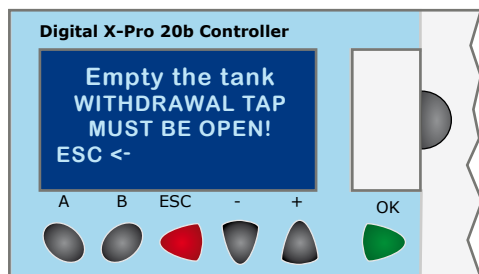 Digital X-Pro 20b Controller
Empty the tank
WITHDRAWAL TAP
MUST BE OPEN!
ESC <-
A B ESC - + OK